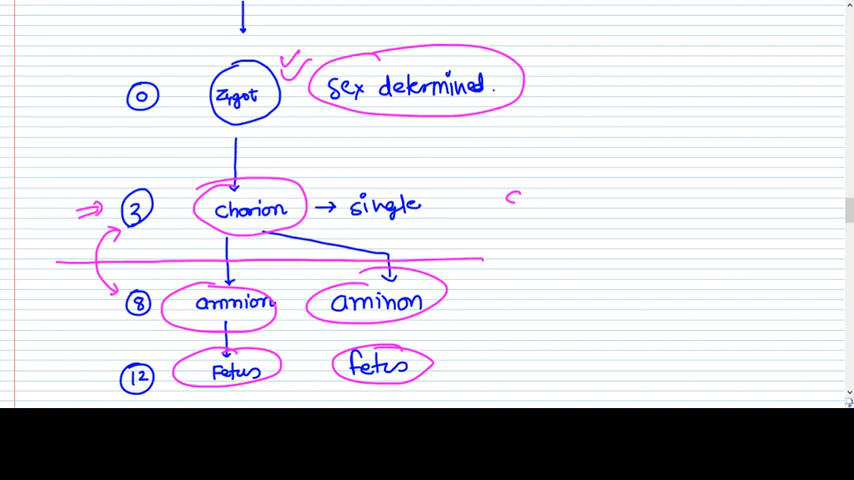 0 Zygot sex determined.
3 chorion → single
8 amnion aminon
12 Fetus fetus